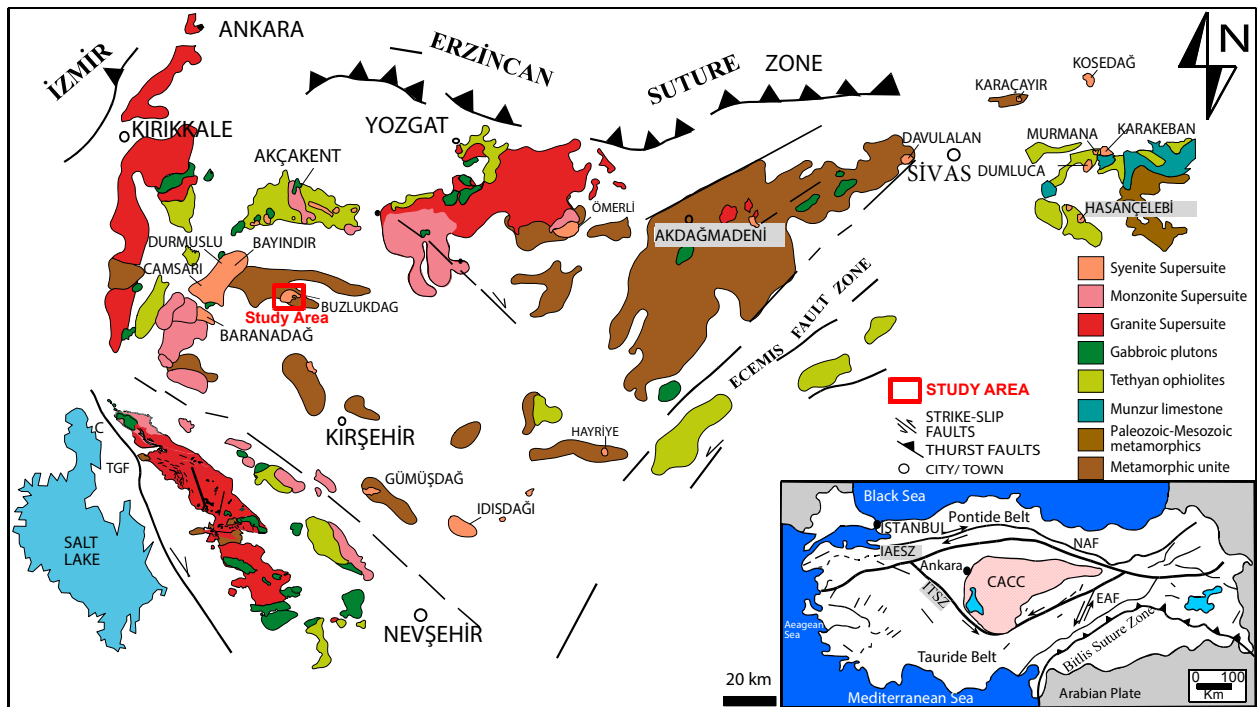 ANKARA
İZMİR
ERZİNCAN
SUTURE
ZONE
N
KOSEDAĞ
KARAÇAYIR
KIRIKKALE
YOZGAT
AKÇAKENT
DAVULALAN
SİVAS
MURMANA
KARAKEBAN
DUMLUCA
HASANÇELEBİ
ÖMERLİ
AKDAĞMADENİ
DURMUSLU
BAYINDIR
CAMSARI
BUZLUKDAG
Study Area
BARANADAĞ
ECEMIS FAULT ZONE
KIRŞEHİR
HAYRİYE
GÜMÜŞDAĞ
IDISDAĞI
C
TGF
SALT
LAKE
NEVŞEHİR
Syenite Supersuite
Monzonite Supersuite
Granite Supersuite
Gabbroic plutons
Tethyan ophiolites
Munzur limestone
Paleozoic-Mesozoic
metamorphics
Metamorphic unite
STUDY AREA
STRIKE-SLIP
FAULTS
THURST FAULTS
CITY/ TOWN
20 km
Black Sea
ISTANBUL
Pontide Belt
IAESZ
NAF
Ankara
CACC
ITSZ
EAF
Aeagean
Sea
Bitlis Suture Zone
Tauride Belt
Mediterranean Sea
Arabian Plate
0 100
Km